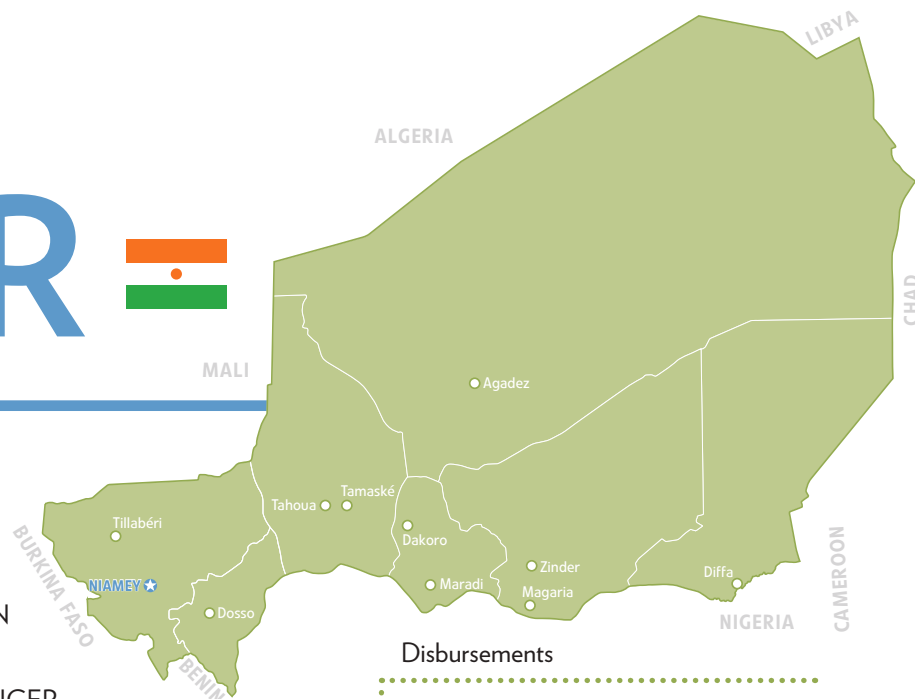 LIBYA
ALGERIA
R
CHAD
MALI
Agadez
Tahoua
Tamaské
Tillabéri
Dakoro
BURKINA FASO
CAMEROON
Zinder
Diffa
NIAMEY
Maradi
Magaria
N
Dosso
NIGERIA
Disbursements
BENIN